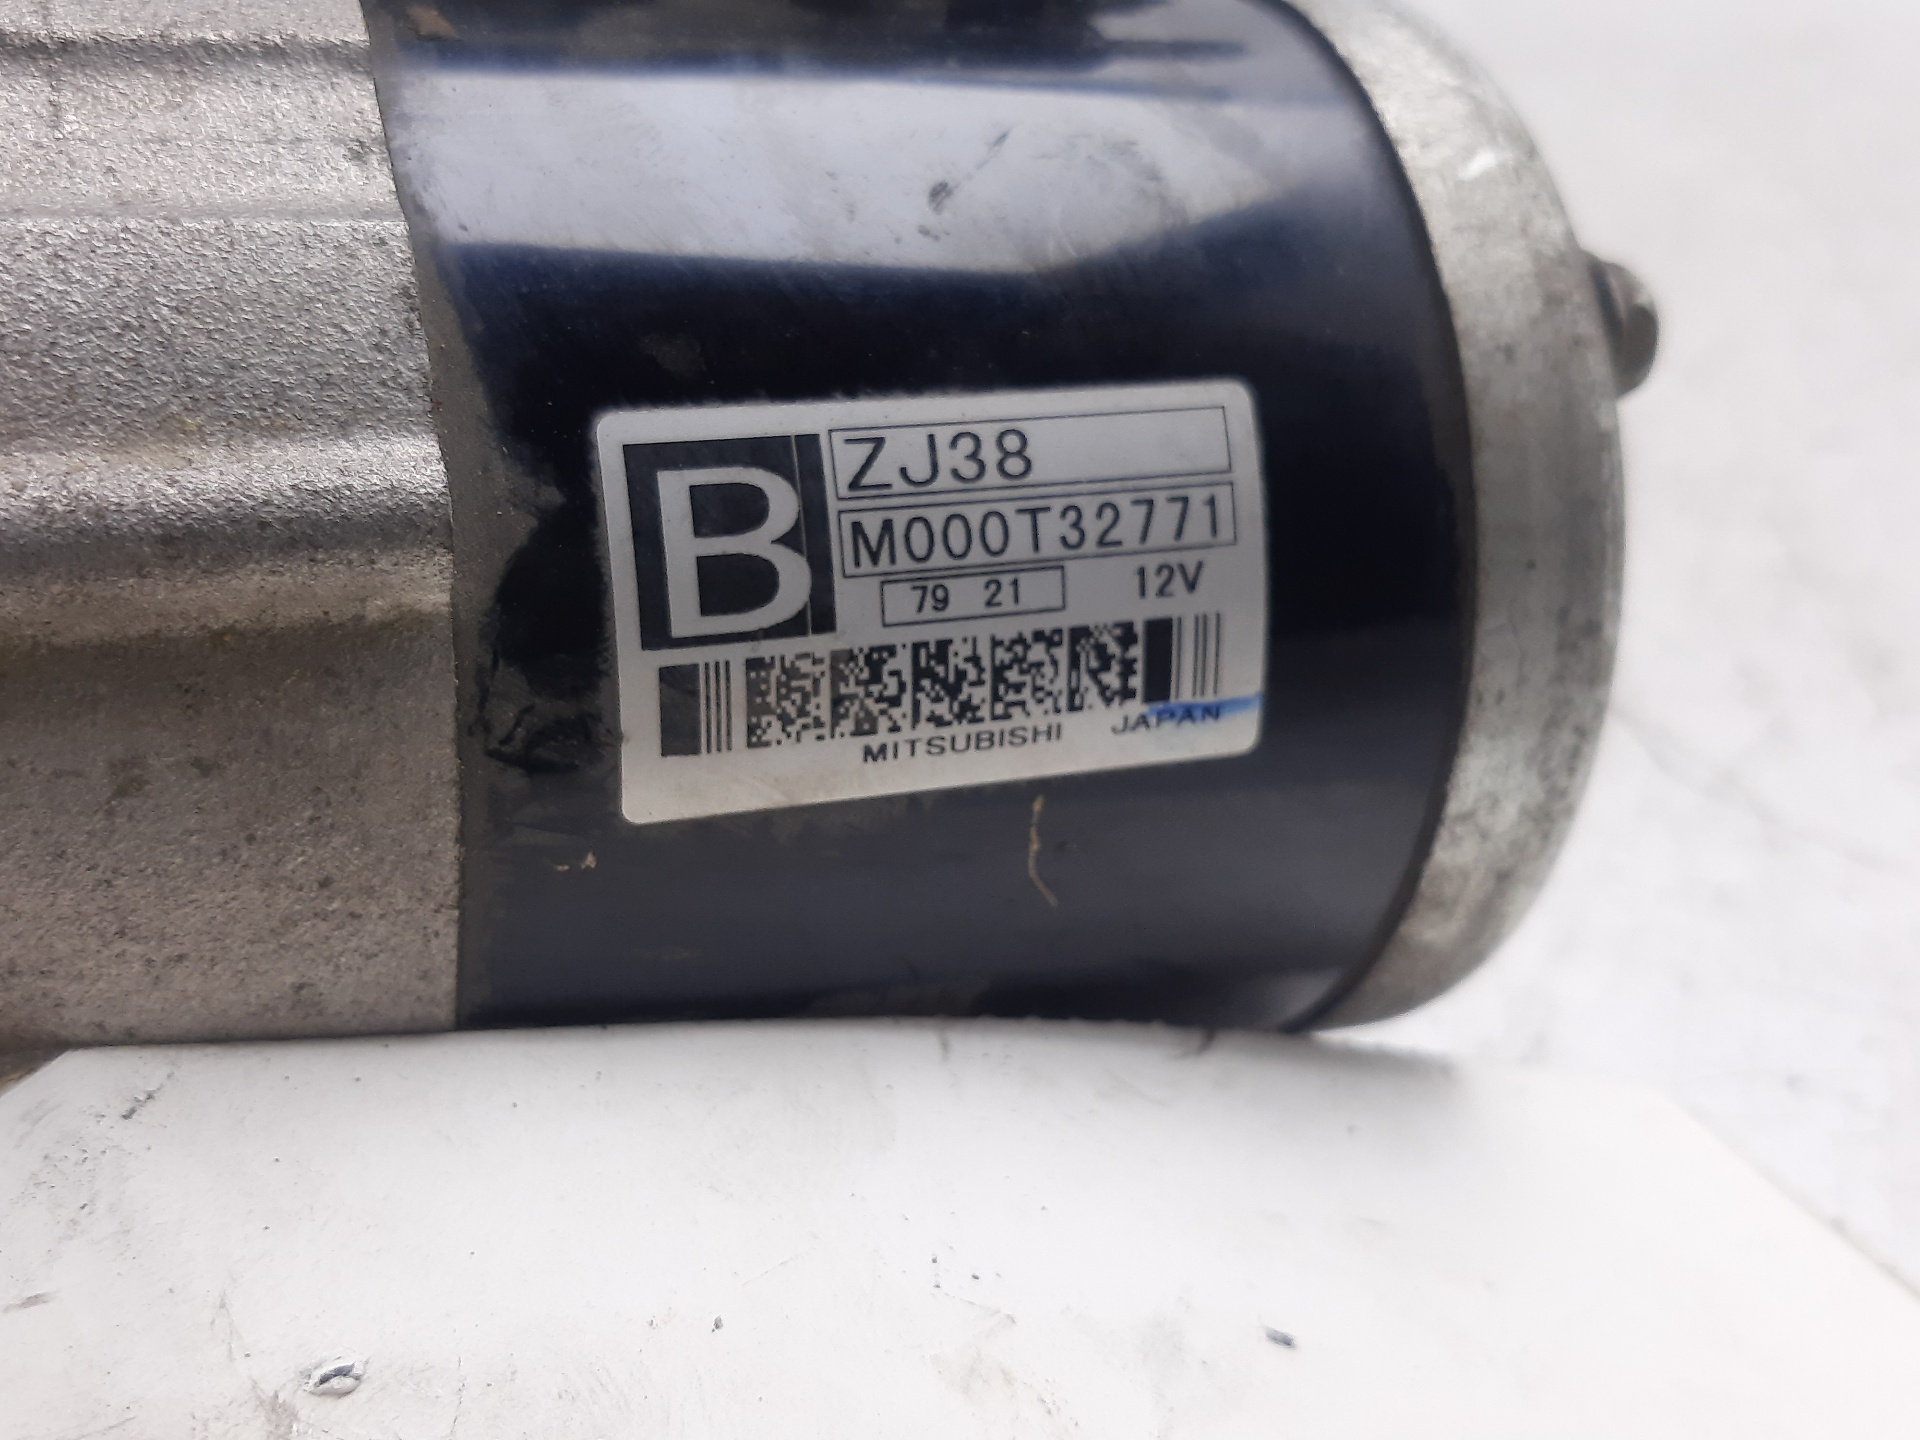 B
ZJ38
M000T32771
79 21 12V
MITSUBISHI JAPAN